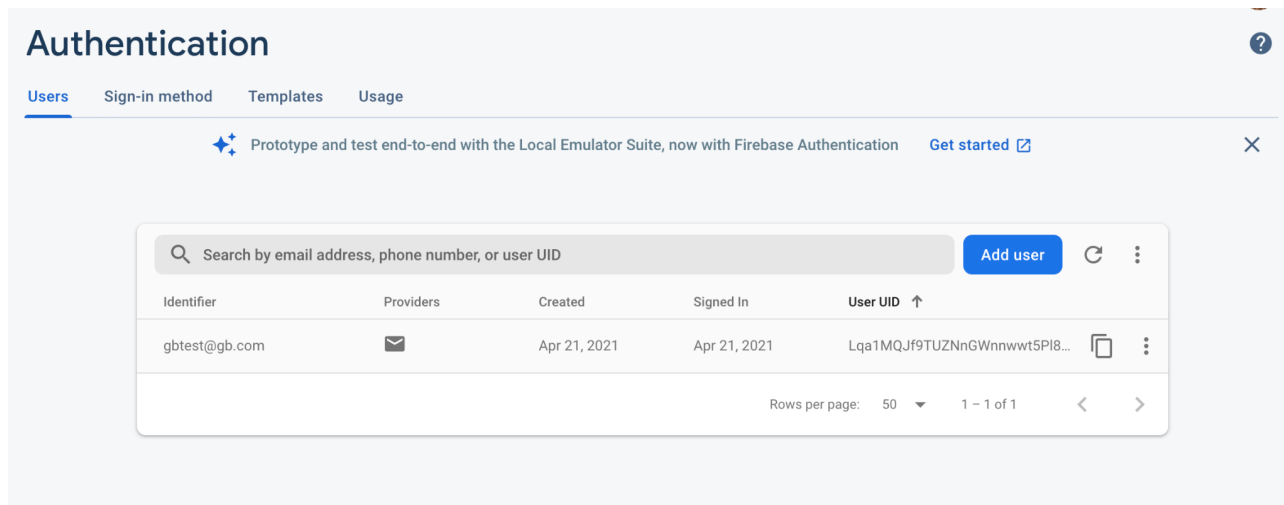 Authentication
Users Sign-in method Templates Usage
Prototype and test end-to-end with the Local Emulator Suite, now with Firebase Authentication Get started
Search by email address, phone number, or user UID Add user
Identifier Providers Created Signed In User UID
gbtest@gb.com Apr 21, 2021 Apr 21, 2021 Lqa1MQJf9TUZNnGWnnwwt5Pl8...
Rows per page: 50 1 – 1 of 1